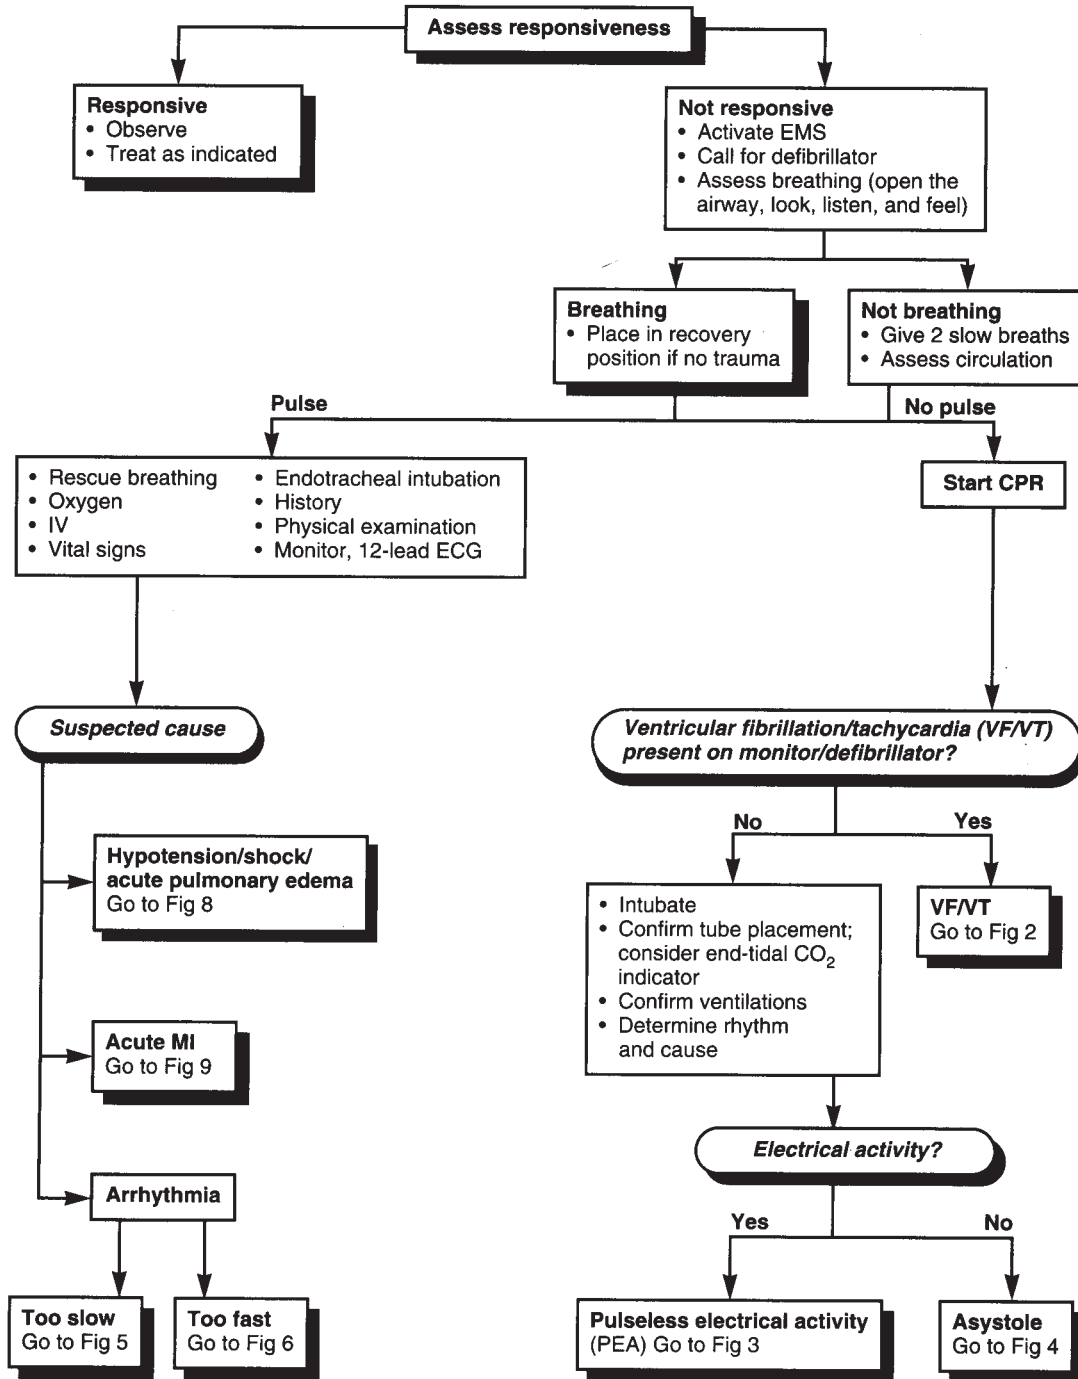 Assess responsiveness
Responsive
• Observe
• Treat as indicated
Not responsive
• Activate EMS
• Call for defibrillator
• Assess breathing (open the
airway, look, listen, and feel)
Breathing
• Place in recovery
position if no trauma
Not breathing
• Give 2 slow breaths
• Assess circulation
Pulse
No pulse
• Rescue breathing
• Oxygen
• IV
• Vital signs
• Endotracheal intubation
• History
• Physical examination
• Monitor, 12-lead ECG
Start CPR
Suspected cause
Ventricular fibrillation/tachycardia (VF/VT)
present on monitor/defibrillator?
No
Yes
Hypotension/shock/
acute pulmonary edema
Go to Fig 8
• Intubate
• Confirm tube placement;
consider end-tidal CO₂
indicator
• Confirm ventilations
• Determine rhythm
and cause
VF/VT
Go to Fig 2
Acute MI
Go to Fig 9
Electrical activity?
Arrhythmia
Yes
No
Too slow
Go to Fig 5
Too fast
Go to Fig 6
Pulseless electrical activity
(PEA) Go to Fig 3
Asystole
Go to Fig 4